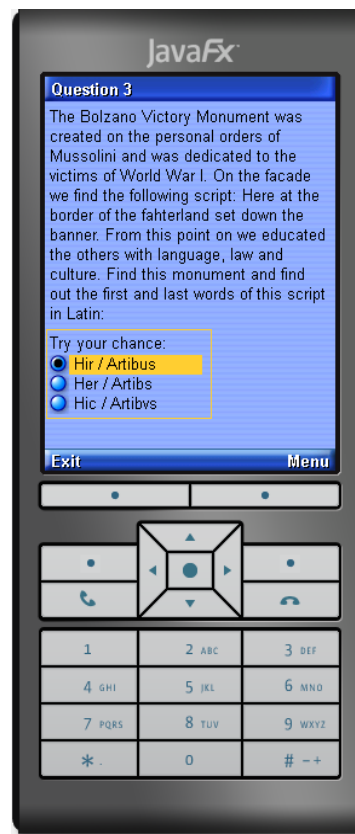 JavaFx
Question 3
The Bolzano Victory Monument was
created on the personal orders of
Mussolini and was dedicated to the
victims of World War I. On the facade
we find the following script: Here at the
border of the fahterland set down the
banner. From this point on we educated
the others with language, law and
culture. Find this monument and find
out the first and last words of this script
in Latin:
Try your chance:
Hir / Artibus
Her / Artibs
Hic / Artibvs
Exit Menu
1 2 ABC 3 DEF
4 GHI 5 JKL 6 MNO
7 PQRS 8 TUV 9 WXYZ
* . 0 # - +